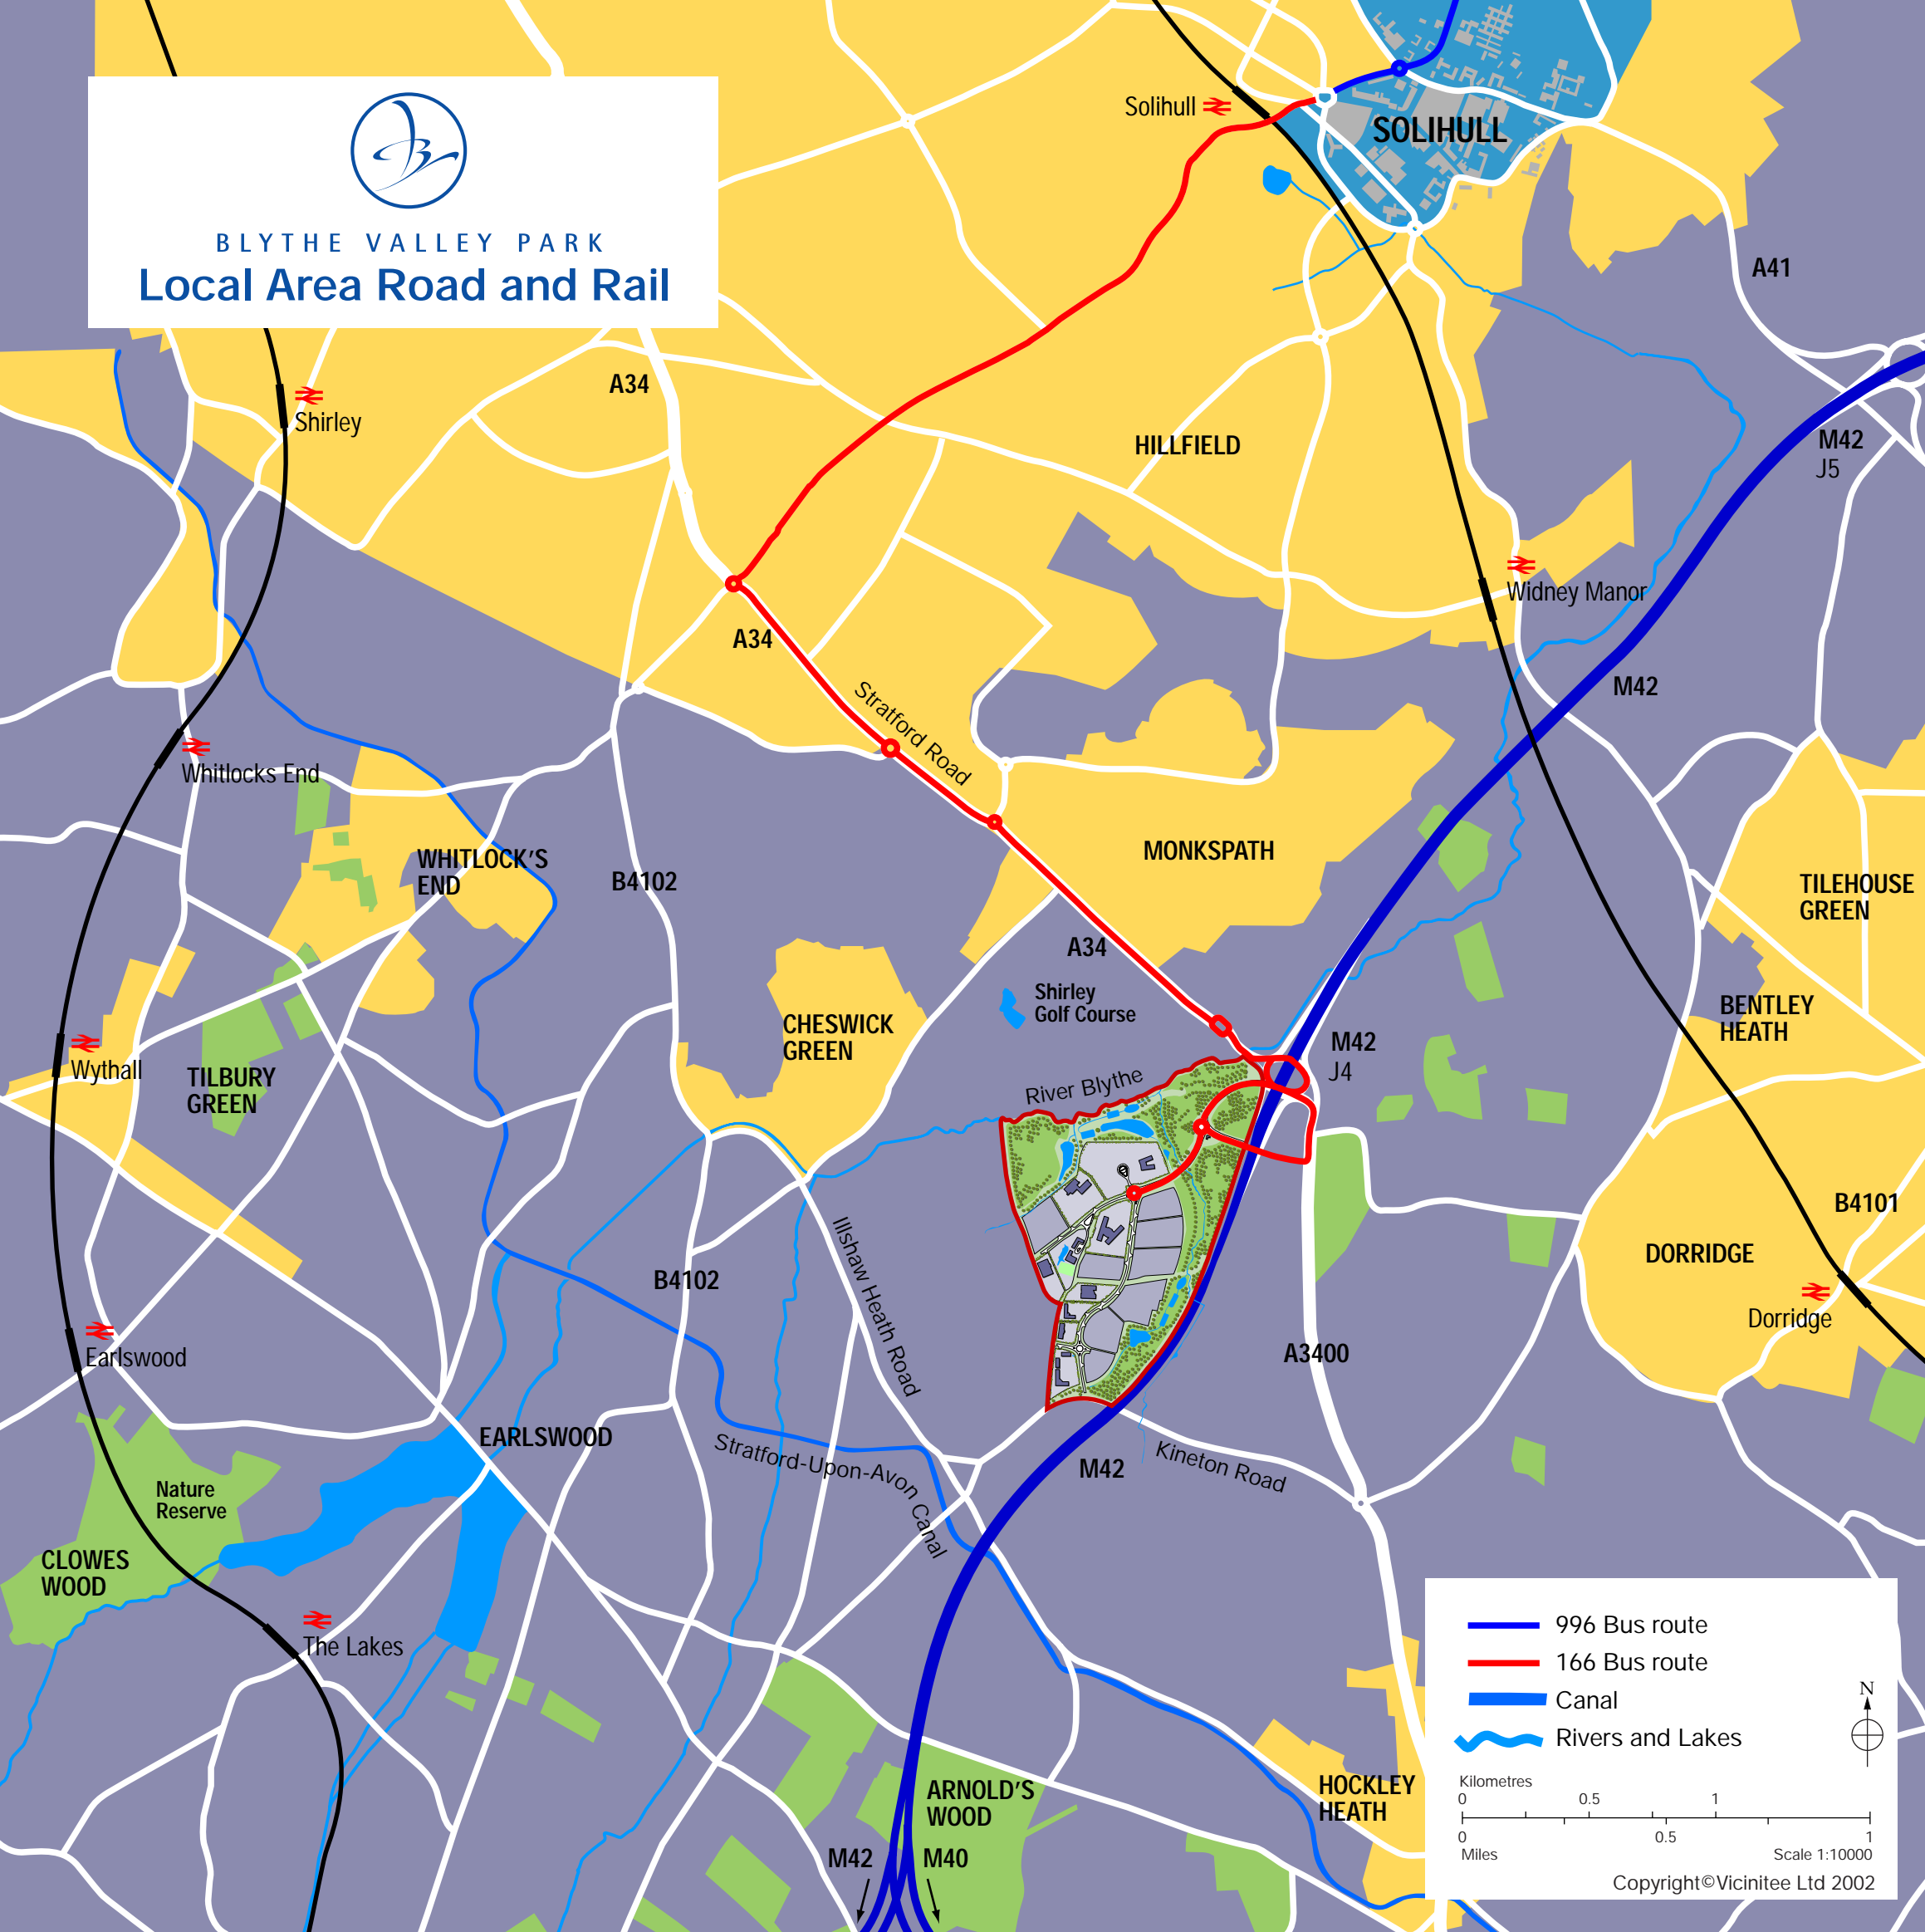 BLYTHE VALLEY PARK
Local Area Road and Rail
Solihull
SOLIHULL
A41
A34
Shirley
HILLFIELD
M42
J5
Widney Manor
A34
M42
Stratford Road
Whitlocks End
WHITLOCK'S
END
B4102
MONKSPATH
TILEHOUSE
GREEN
A34
Shirley
Golf Course
CHESWICK
GREEN
BENTLEY
HEATH
M42
J4
Wythall
TILBURY
GREEN
River Blythe
B4101
DORRIDGE
Dorridge
B4102
Illshaw Heath Road
A3400
Earlswood
EARLSWOOD
Stratford-Upon-Avon Canal
M42
Kineton Road
Nature
Reserve
CLOWES
WOOD
The Lakes
ARNOLD'S
WOOD
HOCKLEY
HEATH
M42
M40
996 Bus route
166 Bus route
Canal
Rivers and Lakes
N
Kilometres
0 0.5 1
0 0.5 1
Miles
Scale 1:10000
Copyright©Vicinitee Ltd 2002